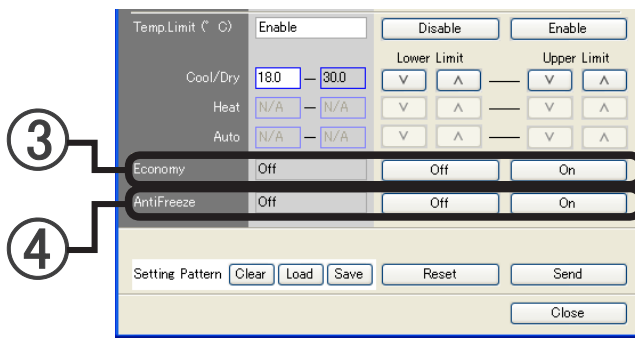 Temp.Limit (° C) Enable Disable Enable
Lower Limit Upper Limit
Cool/Dry 18.0 — 30.0 ∨ ∧ — ∨ ∧
Heat N/A — N/A ∨ ∧ — ∨ ∧
Auto N/A — N/A ∨ ∧ — ∨ ∧
③ Economy Off Off On
④ AntiFreeze Off Off On
Setting Pattern Clear Load Save Reset Send
Close